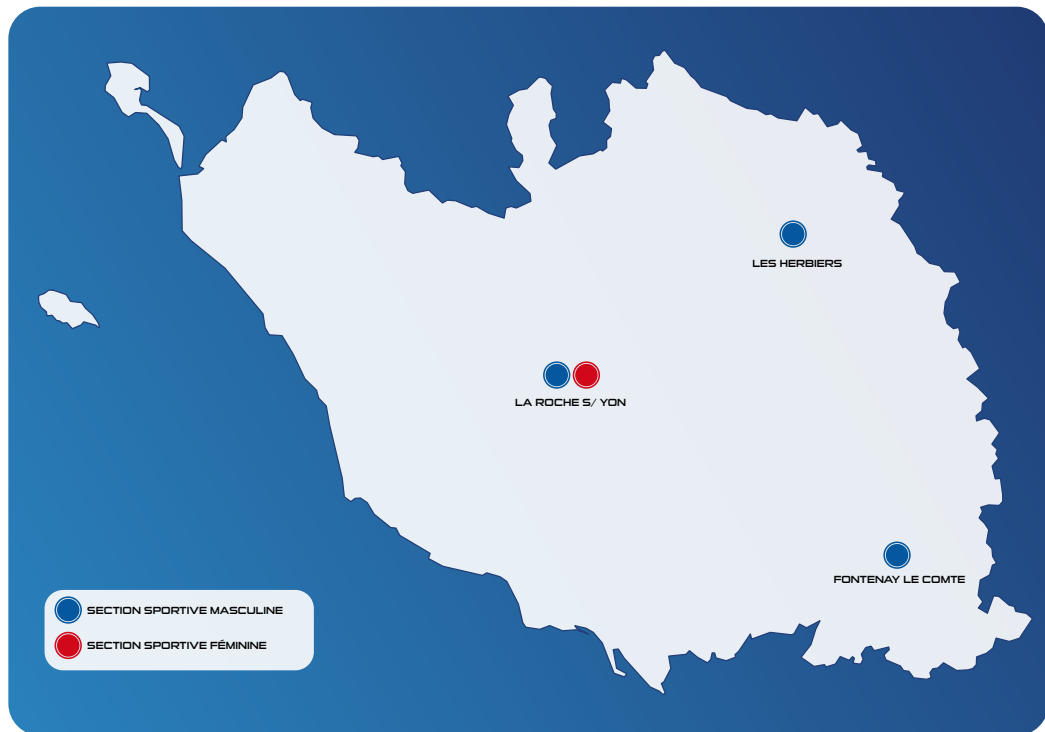 LES HERBIERS
LA ROCHE S/ YON
FONTENAY LE COMTE
SECTION SPORTIVE MASCULINE
SECTION SPORTIVE FÉMININE